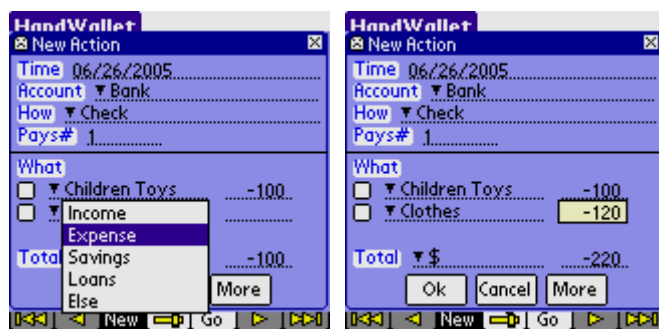 HandWallet
New Action
Time 06/26/2005
Account Bank
How Check
Pays# 1
What
Children Toys -100
Income
Expense
Savings
Loans
Else
Total -100
More
New Go
HandWallet
New Action
Time 06/26/2005
Account Bank
How Check
Pays# 1
What
Children Toys -100
Clothes -120
Total $ -220
Ok Cancel More
New Go